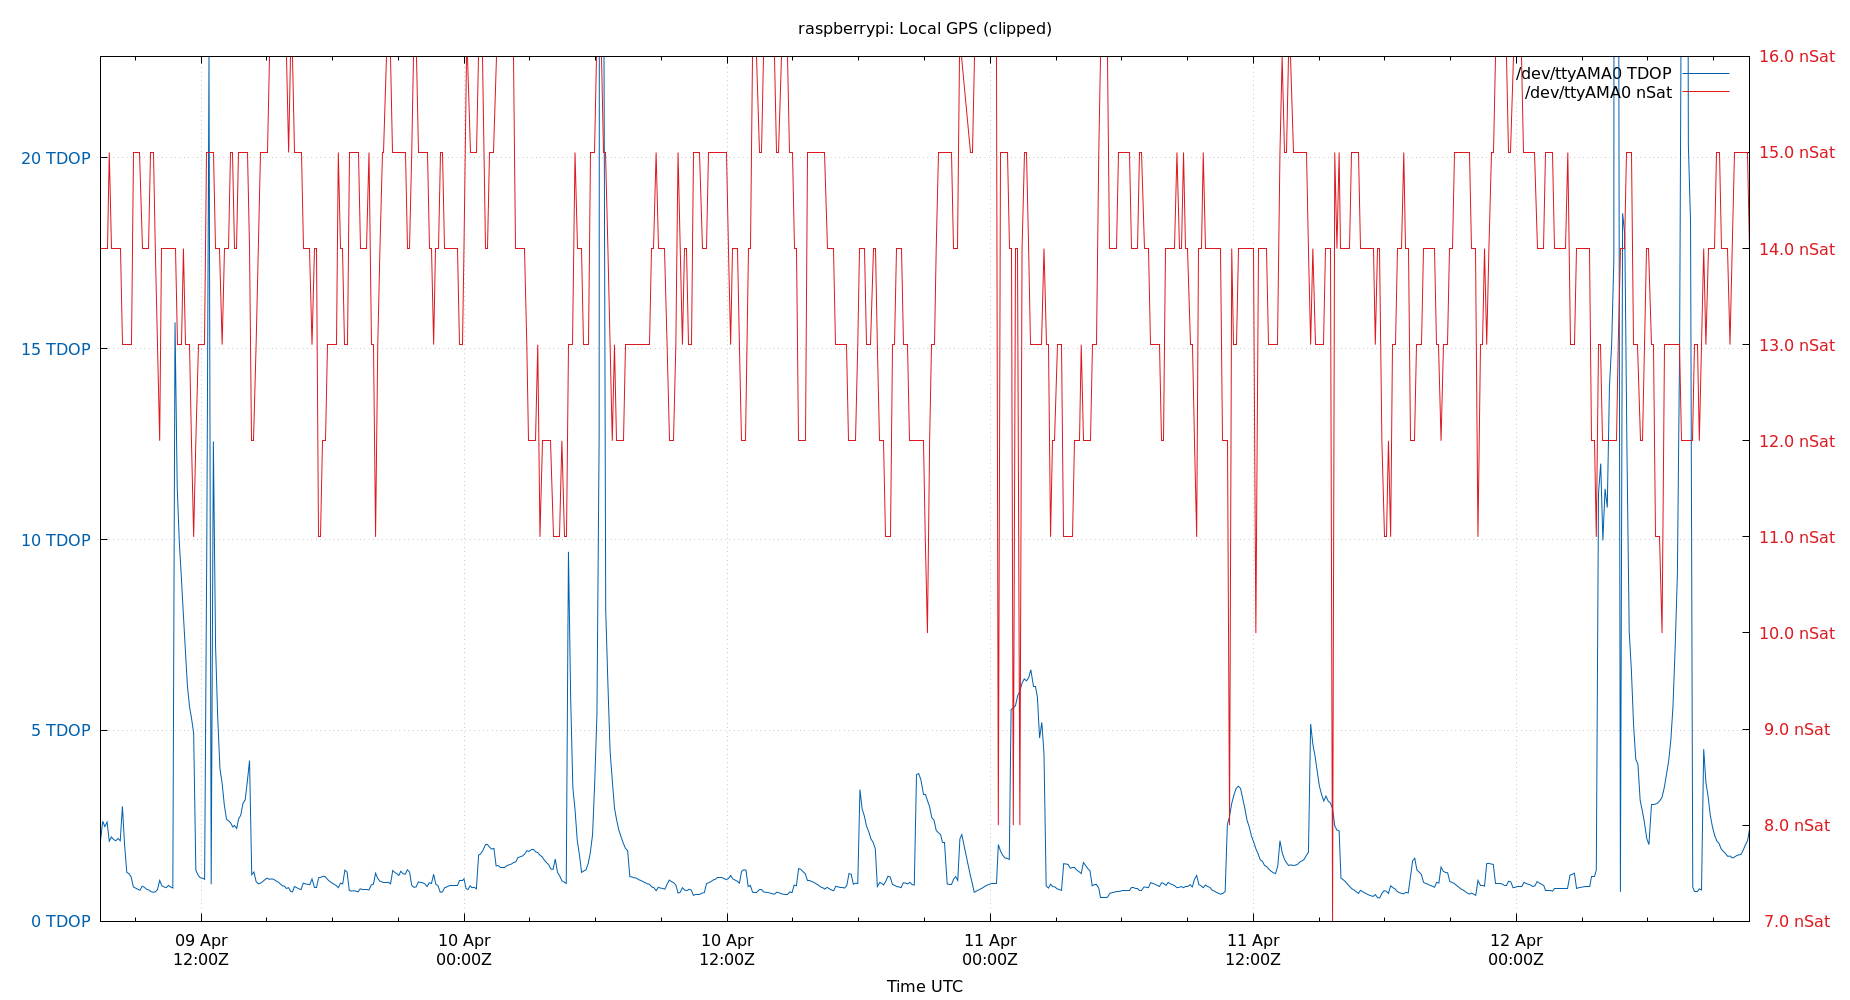 raspberrypi: Local GPS (clipped)
/dev/ttyAMA0 TDOP
/dev/ttyAMA0 nSat
20 TDOP
15 TDOP
10 TDOP
5 TDOP
0 TDOP
16.0 nSat
15.0 nSat
14.0 nSat
13.0 nSat
12.0 nSat
11.0 nSat
10.0 nSat
9.0 nSat
8.0 nSat
7.0 nSat
09 Apr
12:00Z
10 Apr
00:00Z
10 Apr
12:00Z
11 Apr
00:00Z
11 Apr
12:00Z
12 Apr
00:00Z
Time UTC